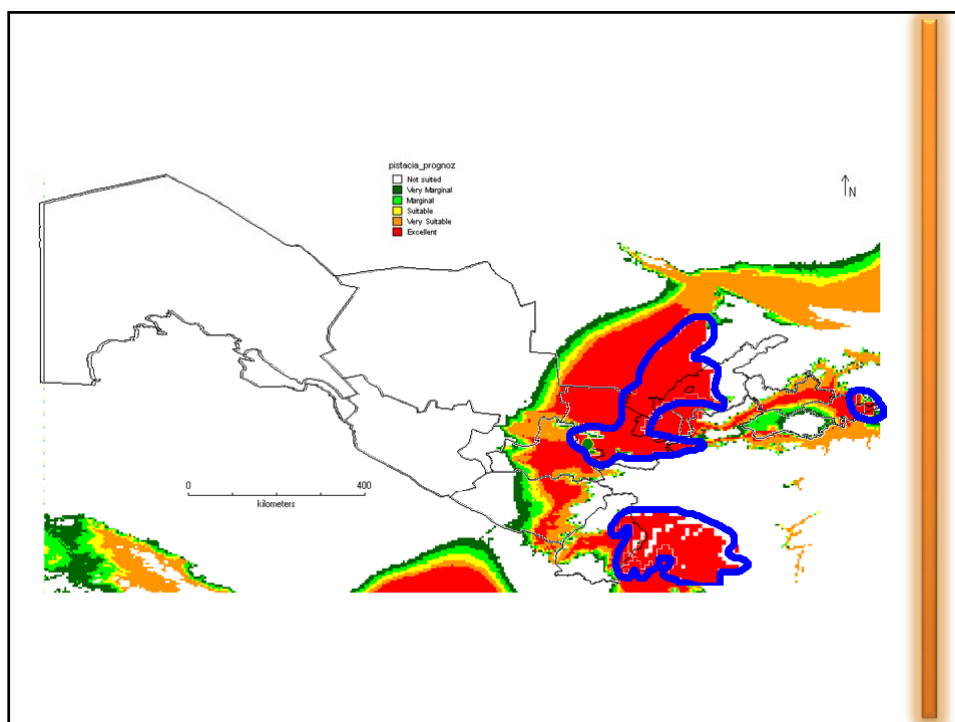 pistacia_prognoz
Not suited
Very Marginal
Marginal
Suitable
Very Suitable
Excellent
N
0 400
kilometers